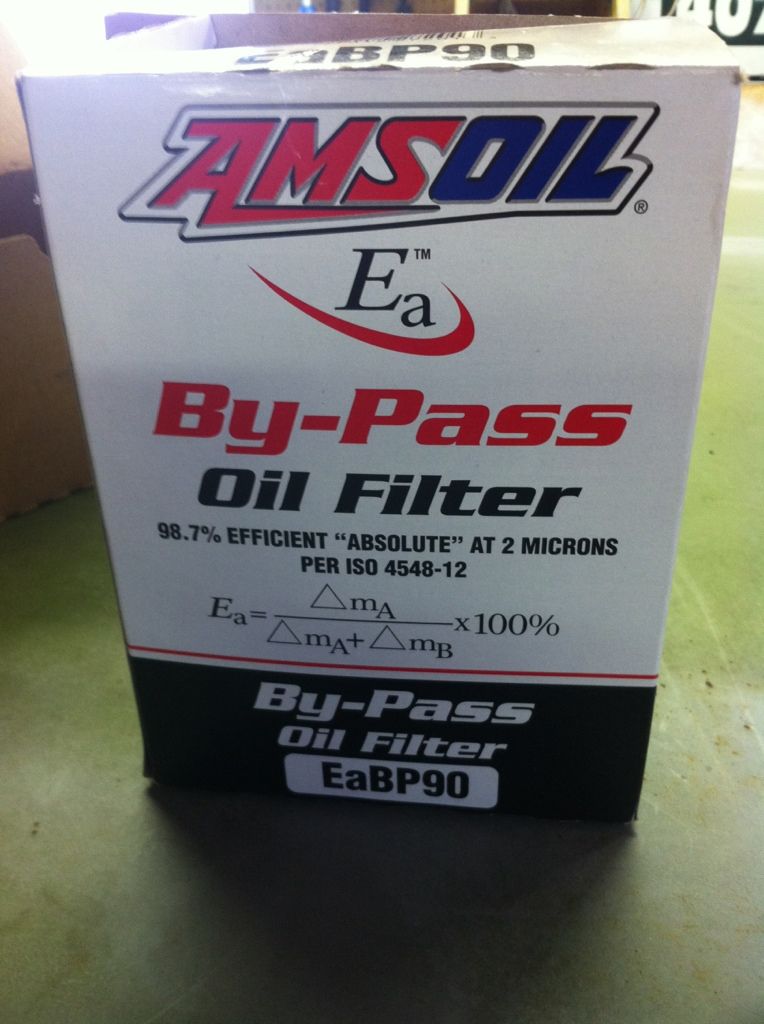 EaBP90
AMSOIL®
Ea™
By-Pass
Oil Filter
98.7% EFFICIENT "ABSOLUTE" AT 2 MICRONS
PER ISO 4548-12
Ea= △mA / △mA+ △mB x100%
By-Pass
Oil Filter
EaBP90